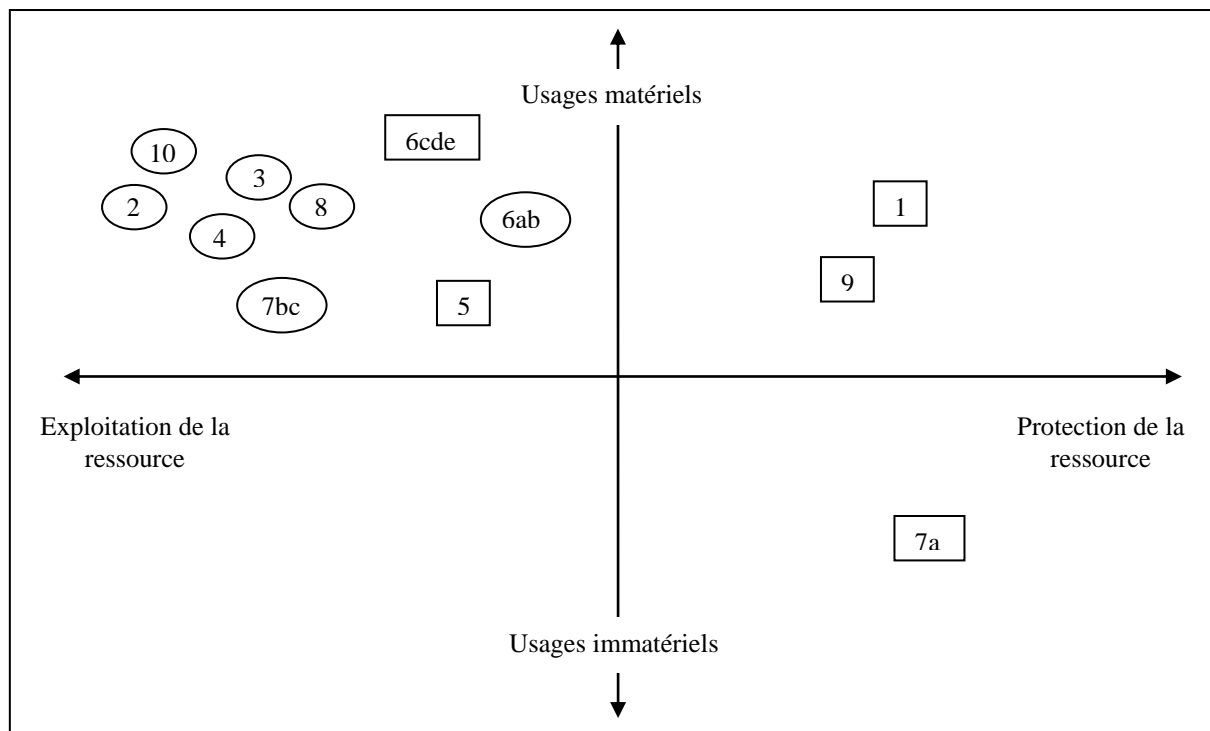 Usages matériels
6cde
10
3
2
8
1
6ab
4
9
7bc
5
Exploitation de la
ressource
Protection de la
ressource
7a
Usages immatériels